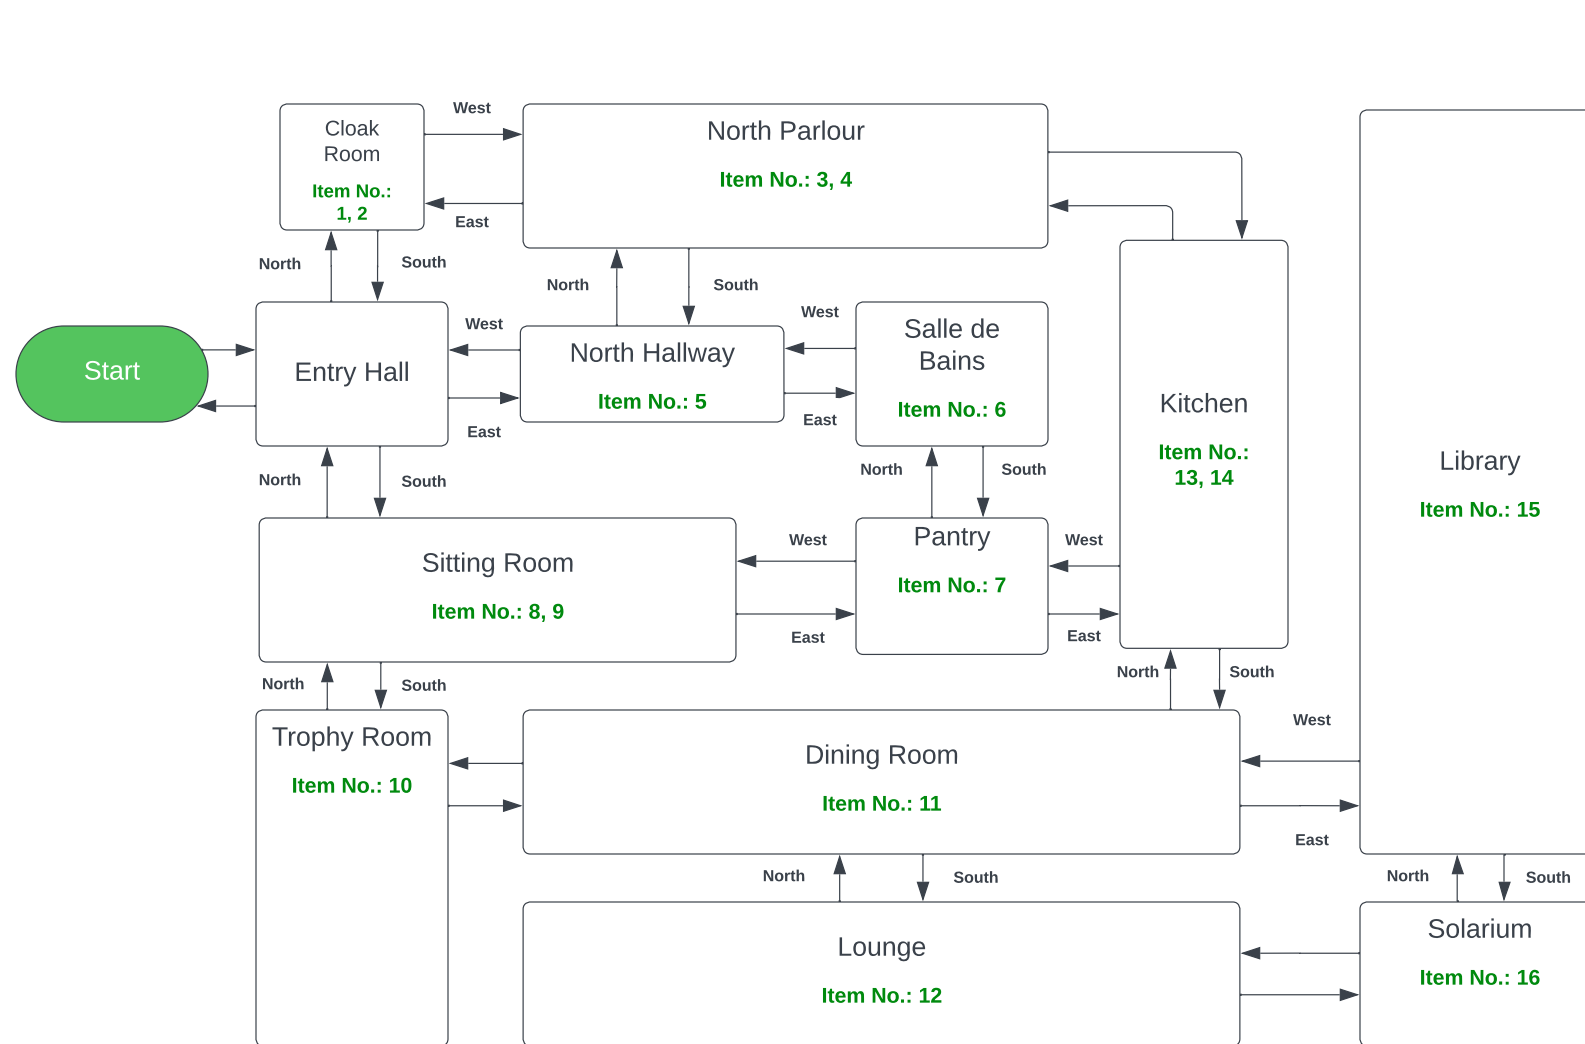 West
Cloak
Room
Item No.:
1, 2
North Parlour
Item No.: 3, 4
East
North
South
North
South
West
West
Start
Entry Hall
North Hallway
Item No.: 5
Salle de
Bains
Item No.: 6
East
East
Kitchen
Item No.:
13, 14
Library
Item No.: 15
North
South
North
South
Sitting Room
Item No.: 8, 9
West
East
Pantry
Item No.: 7
West
East
North
South
North
South
West
Trophy Room
Item No.: 10
Dining Room
Item No.: 11
East
North
South
North
South
Lounge
Item No.: 12
Solarium
Item No.: 16